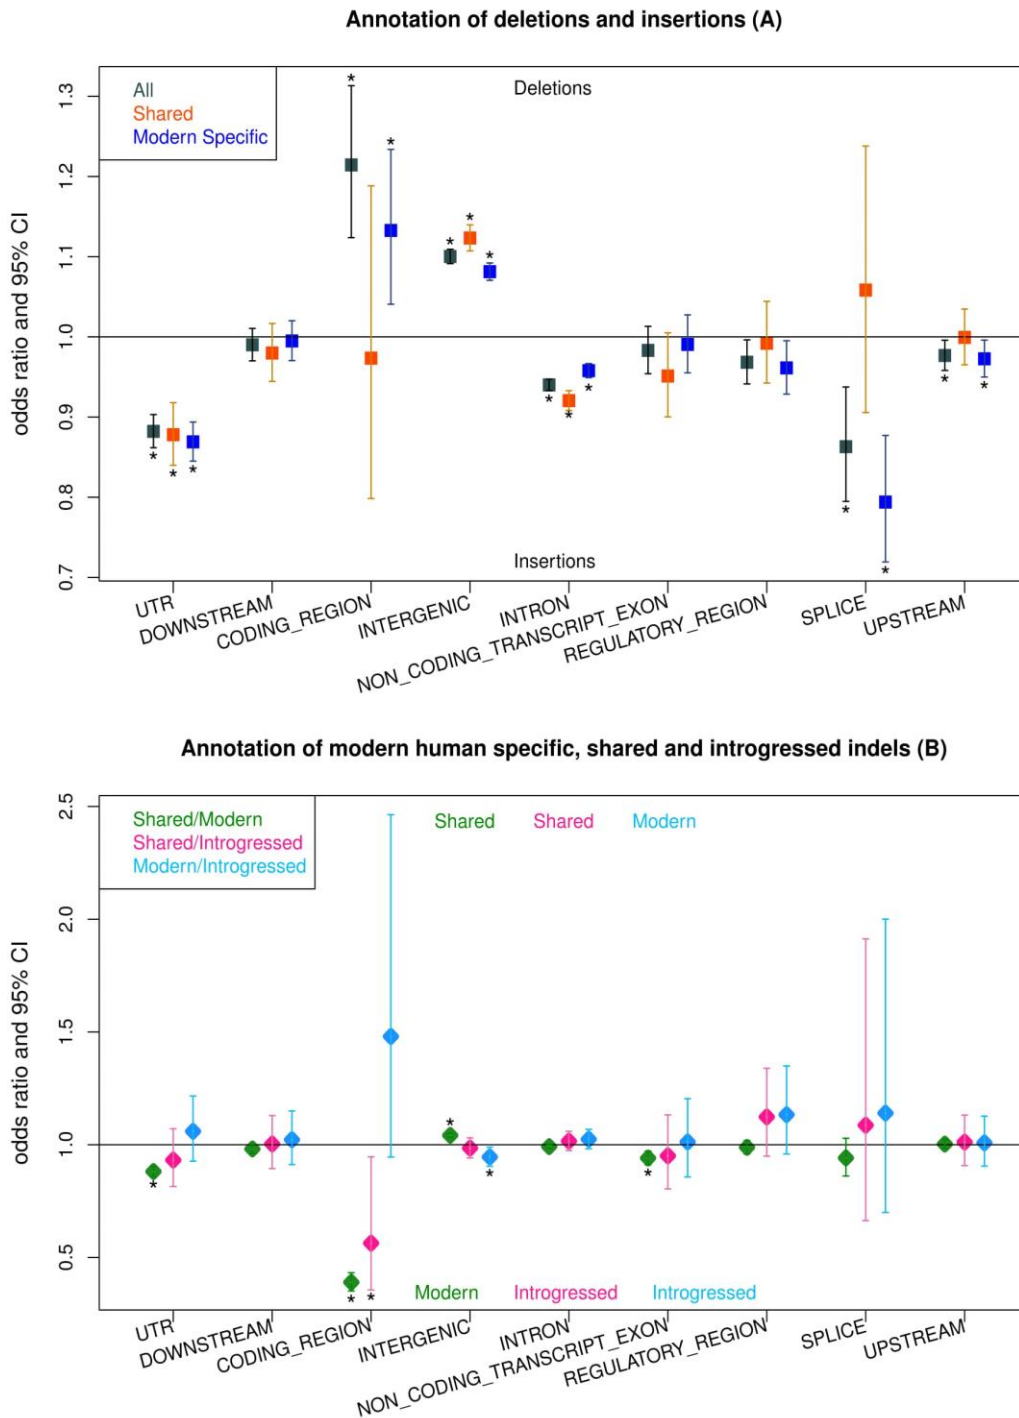 Annotation of deletions and insertions (A)
All
Shared
Modern Specific
Deletions
Insertions
odds ratio and 95% CI
1.3
1.2
1.1
1.0
0.9
0.8
0.7
UTR
DOWNSTREAM
CODING_REGION
INTERGENIC
INTRON
NON_CODING_TRANSCRIPT_EXON
REGULATORY_REGION
SPLICE
UPSTREAM
Annotation of modern human specific, shared and introgressed indels (B)
Shared/Modern
Shared/Introgressed
Modern/Introgressed
Shared Shared Modern
Modern Introgressed Introgressed
odds ratio and 95% CI
2.5
2.0
1.5
1.0
0.5
UTR
DOWNSTREAM
CODING_REGION
INTERGENIC
INTRON
NON_CODING_TRANSCRIPT_EXON
REGULATORY_REGION
SPLICE
UPSTREAM